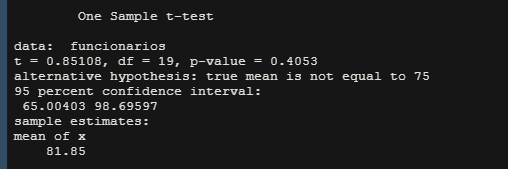 One Sample t-test
data:  funcionarios
t = 0.85108, df = 19, p-value = 0.4053
alternative hypothesis: true mean is not equal to 75
95 percent confidence interval:
65.00403 98.69597
sample estimates:
mean of x
81.85